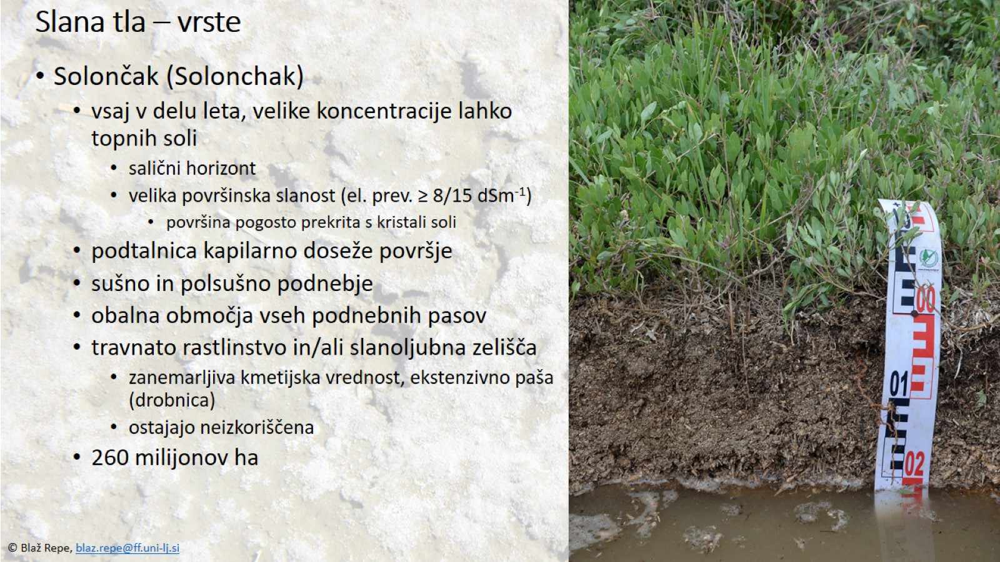 Slana tla – vrste
• Solončak (Solonchak)
• vsaj v delu leta, velike koncentracije lahko
topnih soli
• salični horizont
• velika površinska slanost (el. prev. ≥ 8/15 dSm⁻¹)
• površina pogosto prekrita s kristali soli
• podtalnica kapilarno doseže površje
• sušno in polsušno podnebje
• obalna območja vseh podnebnih pasov
• travnato rastlinstvo in/ali slanoljubna zelišča
• zanemarljiva kmetijska vrednost, ekstenzivno paša
(drobnica)
• ostajajo neizkoriščena
• 260 milijonov ha
© Blaž Repe, blaz.repe@ff.uni-lj.si
00
01
02